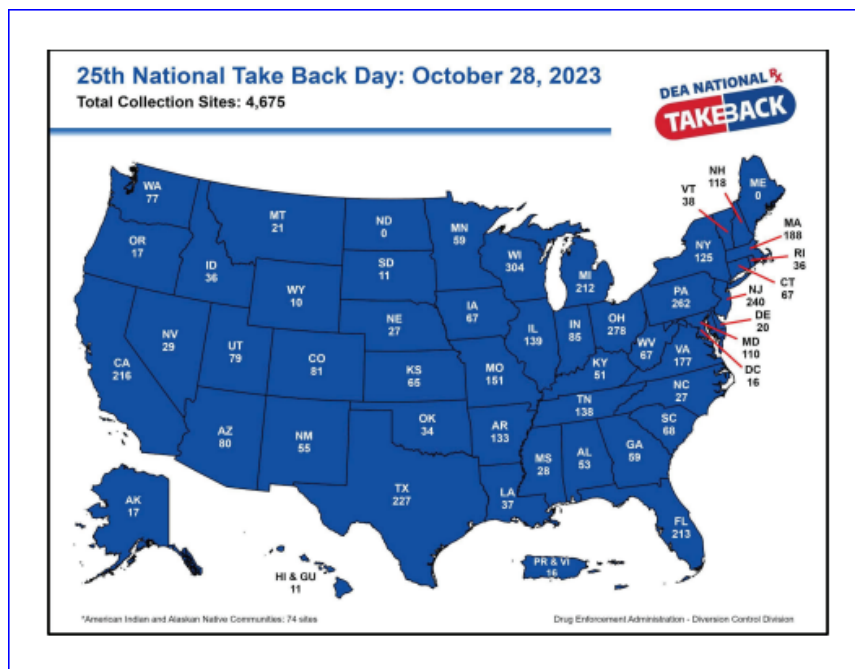 25th National Take Back Day: October 28, 2023
Total Collection Sites: 4,675
DEA NATIONAL Rx
TAKE BACK
WA
77
OR
17
CA
216
NV
29
ID
36
MT
21
WY
10
UT
79
AZ
80
CO
81
NM
55
ND
0
SD
11
NE
27
KS
65
OK
34
TX
227
MN
59
IA
67
MO
151
AR
133
LA
37
WI
304
IL
139
MI
212
IN
85
OH
278
KY
51
TN
138
MS
28
AL
53
GA
59
FL
213
SC
68
NC
27
VA
177
WV
67
PA
262
NY
125
VT
38
NH
118
ME
0
MA
188
RI
36
CT
67
NJ
240
DE
20
MD
110
DC
16
AK
17
HI & GU
11
PR & VI
16
*American Indian and Alaskan Native Communities: 74 sites
Drug Enforcement Administration - Diversion Control Division